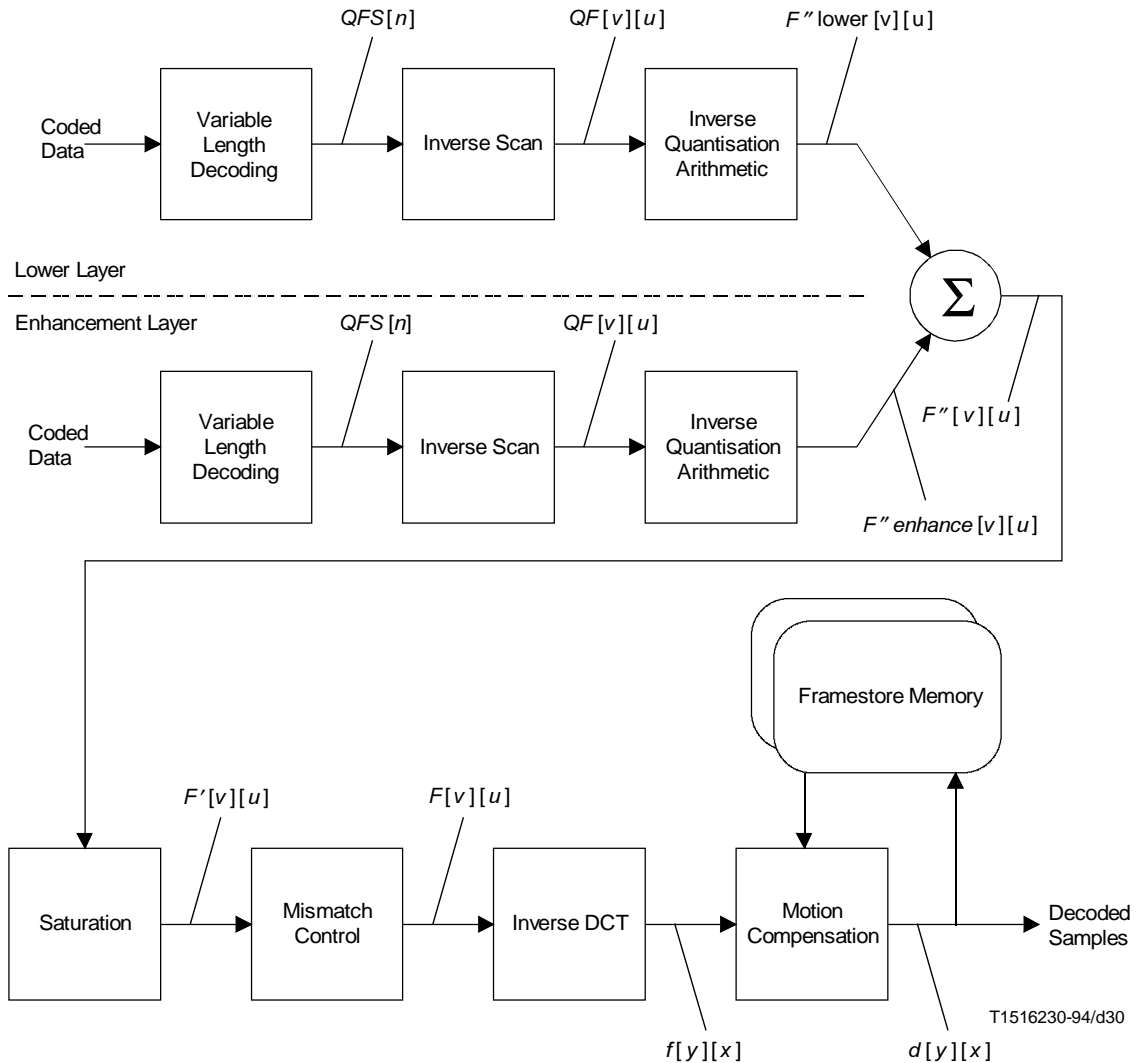 QFS[n]
QF[v][u]
F″ lower [v][u]
Coded
Data
Variable
Length
Decoding
Inverse Scan
Inverse
Quantisation
Arithmetic
Lower Layer
Σ
Enhancement Layer
QFS[n]
QF[v][u]
F″[v][u]
Coded
Data
Variable
Length
Decoding
Inverse Scan
Inverse
Quantisation
Arithmetic
F″ enhance [v][u]
Framestore Memory
F′[v][u]
F[v][u]
Saturation
Mismatch
Control
Inverse DCT
Motion
Compensation
Decoded
Samples
T1516230-94/d30
f[y][x]
d[y][x]